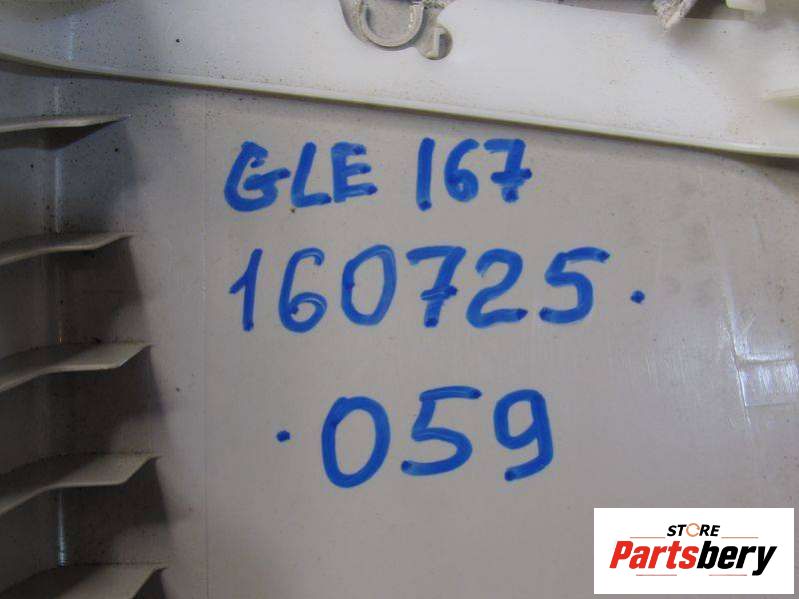 GLE 167
160725.
.059
STORE
Partsbery